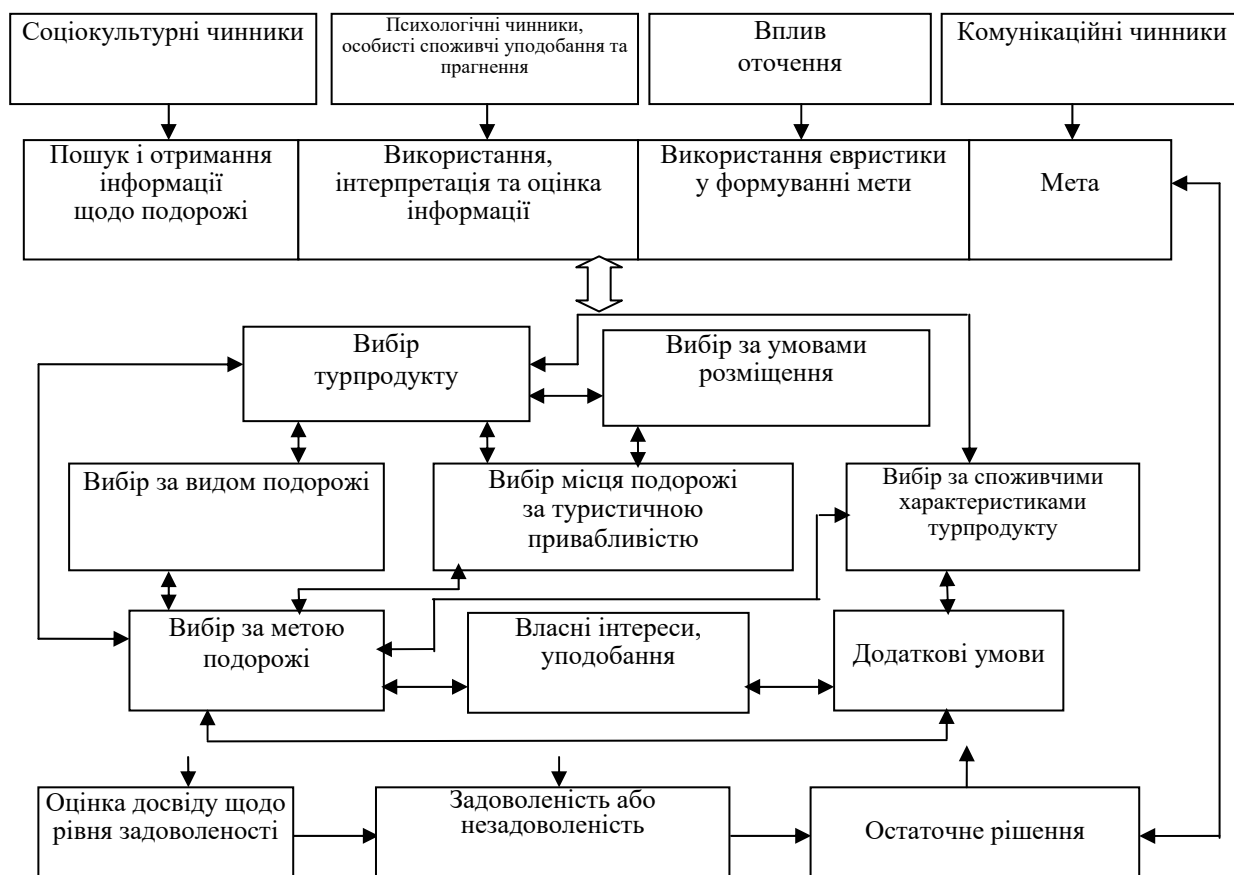 Соціокультурні чинники
Психологічні чинники,
особисті споживчі уподобання та
прагнення
Вплив
оточення
Комунікаційні чинники
Пошук і отримання
інформації
щодо подорожі
Використання,
інтерпретація та оцінка
інформації
Використання евристики
у формуванні мети
Мета
Вибір
турпродукту
Вибір за умовами
розміщення
Вибір за видом подорожі
Вибір місця подорожі
за туристичною
привабливістю
Вибір за споживчими
характеристиками
турпродукту
Вибір за метою
подорожі
Власні інтереси,
уподобання
Додаткові умови
Оцінка досвіду щодо
рівня задоволеності
Задоволеність або
незадоволеність
Остаточне рішення